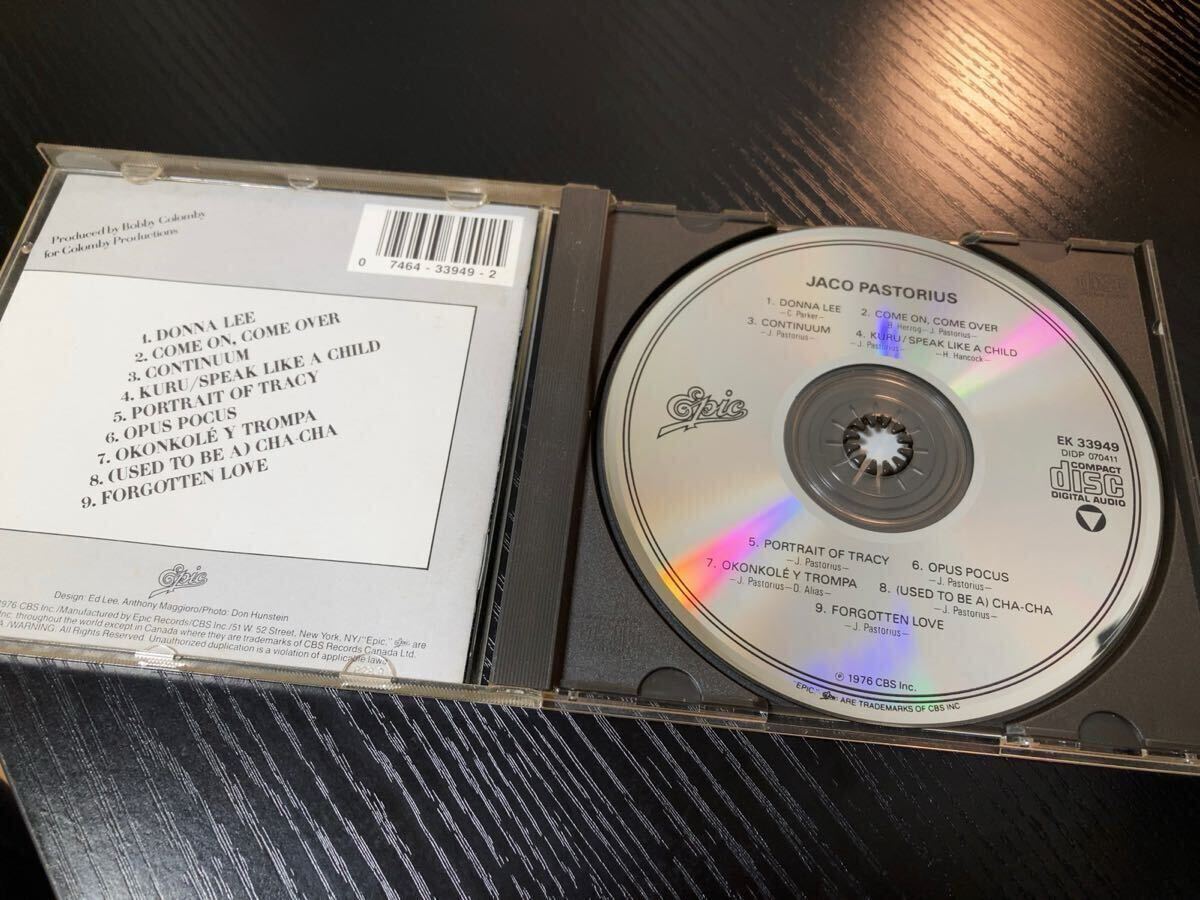 Produced by Bobby Colomby
for Colomby Productions
0 7464-33949-2
1. DONNA LEE
2. COME ON, COME OVER
3. CONTINUUM
4. KURU/SPEAK LIKE A CHILD
5. PORTRAIT OF TRACY
6. OPUS POCUS
7. OKONKOLÉ Y TROMPA
8. (USED TO BE A) CHA-CHA
9. FORGOTTEN LOVE
Epic
Design: Ed Lee, Anthony Maggioro/Photo: Don Hunstein
1976 CBS Inc./Manufactured by Epic Records/CBS Inc./51 W. 52 Street, New York, NY/"Epic," Epic are
Inc. throughout the world except in Canada where they are trademarks of CBS Records Canada Ltd.
/WARNING: All Rights Reserved. Unauthorized duplication is a violation of applicable laws.
JACO PASTORIUS
1. DONNA LEE
—C. Parker—
2. COME ON, COME OVER
—B. Herzog—J. Pastorius—
3. CONTINUUM
—J. Pastorius—
4. KURU/SPEAK LIKE A CHILD
—J. Pastorius— —H. Hancock—
Epic
EK 33949
DIDP 070411
COMPACT
disc
DIGITAL AUDIO
5. PORTRAIT OF TRACY
—J. Pastorius—
6. OPUS POCUS
—J. Pastorius—
7. OKONKOLÉ Y TROMPA
—J. Pastorius—D. Alias—
8. (USED TO BE A) CHA-CHA
—J. Pastorius—
9. FORGOTTEN LOVE
—J. Pastorius—
℗ 1976 CBS Inc.
"EPIC," Epic ARE TRADEMARKS OF CBS INC